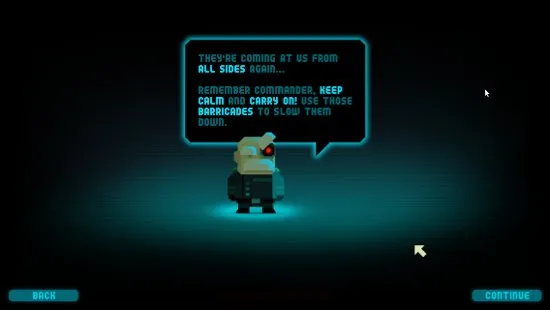 THEY'RE COMING AT US FROM
ALL SIDES AGAIN...
REMEMBER COMMANDER, KEEP
CALM AND CARRY ON! USE THOSE
BARRICADES TO SLOW THEM
DOWN.
BACK
CONTINUE